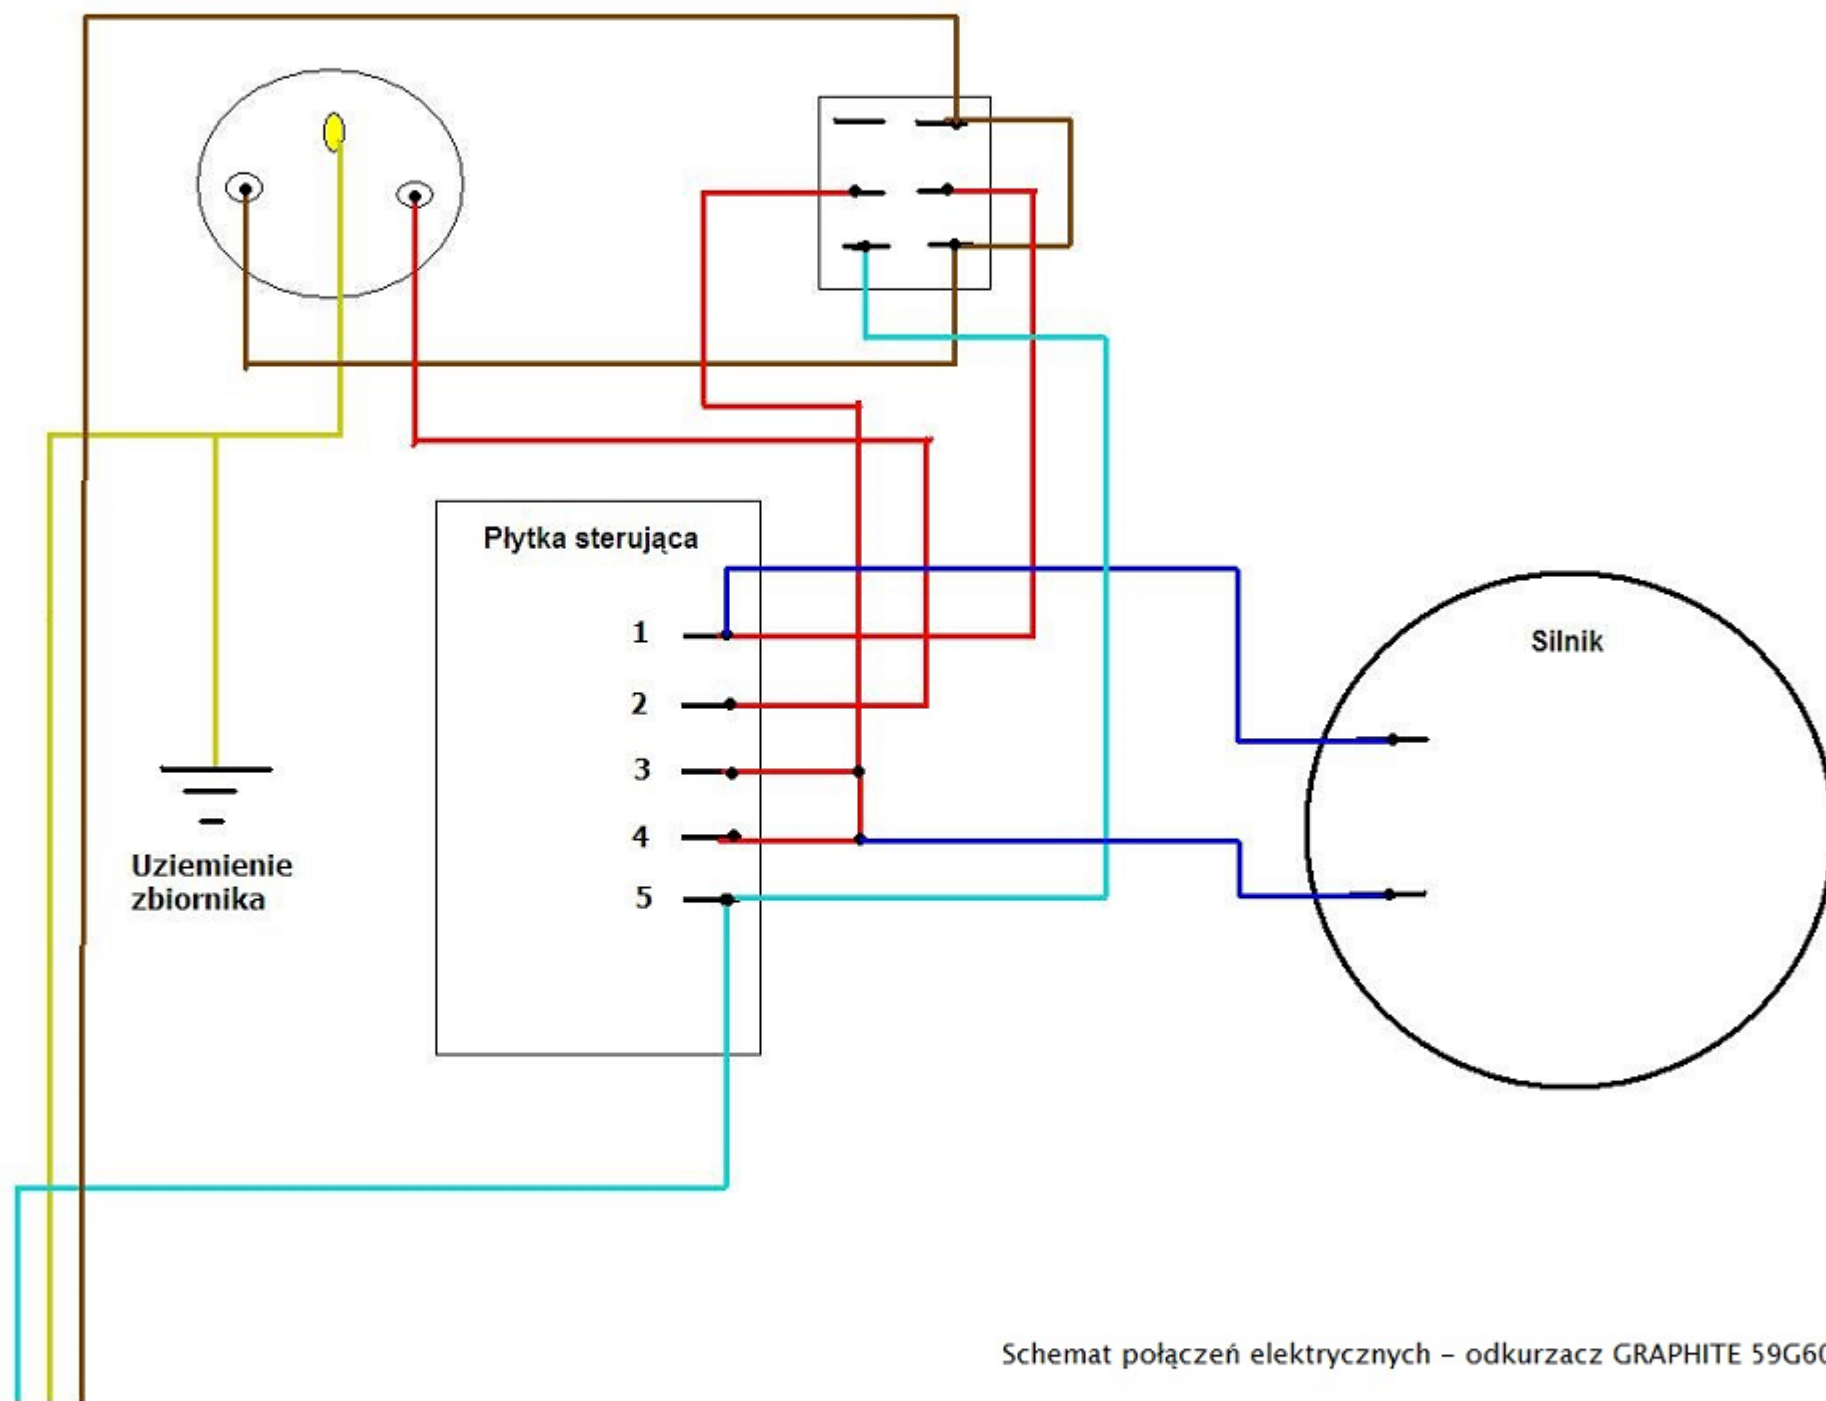 Płytka sterująca
1
2
3
4
5
Silnik
Uziemienie
zbiornika
Schemat połączeń elektrycznych – odkurzacz GRAPHITE